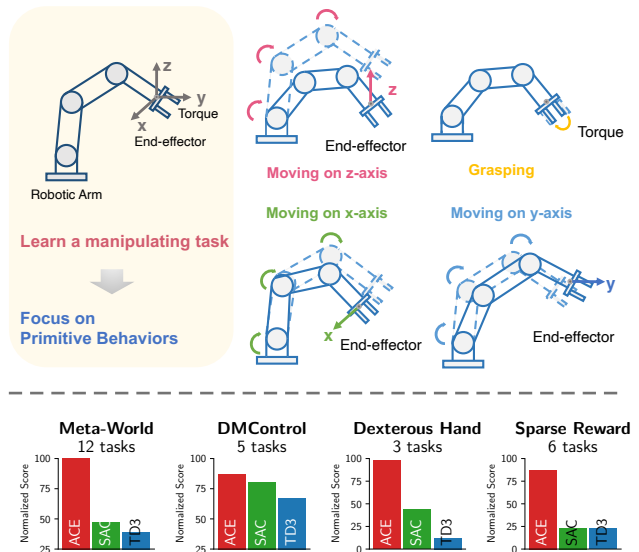 z
y
x
Torque
End-effector
Robotic Arm
Learn a manipulating task
Focus on
Primitive Behaviors
z
End-effector
Moving on z-axis
Torque
Grasping
Moving on x-axis
x
End-effector
Moving on y-axis
y
End-effector
Meta-World
12 tasks
Normalized Score
100
75
50
25
ACE
SAC
TD3
DMControl
5 tasks
Normalized Score
100
75
50
25
ACE
SAC
TD3
Dexterous Hand
3 tasks
Normalized Score
100
75
50
25
0
ACE
SAC
TD3
Sparse Reward
6 tasks
Normalized Score
100
75
50
25
0
ACE
SAC
TD3